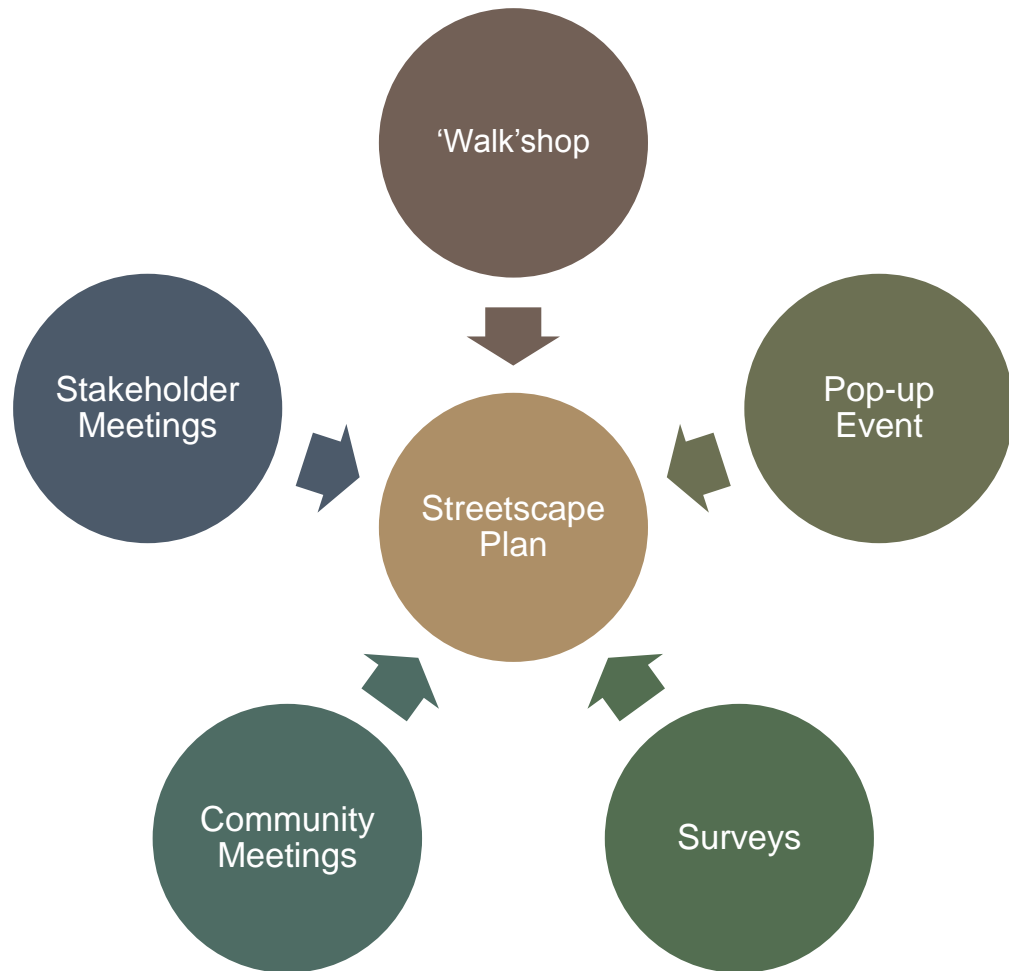 ‘Walk’shop
Stakeholder
Meetings
Pop-up
Event
Streetscape
Plan
Community
Meetings
Surveys